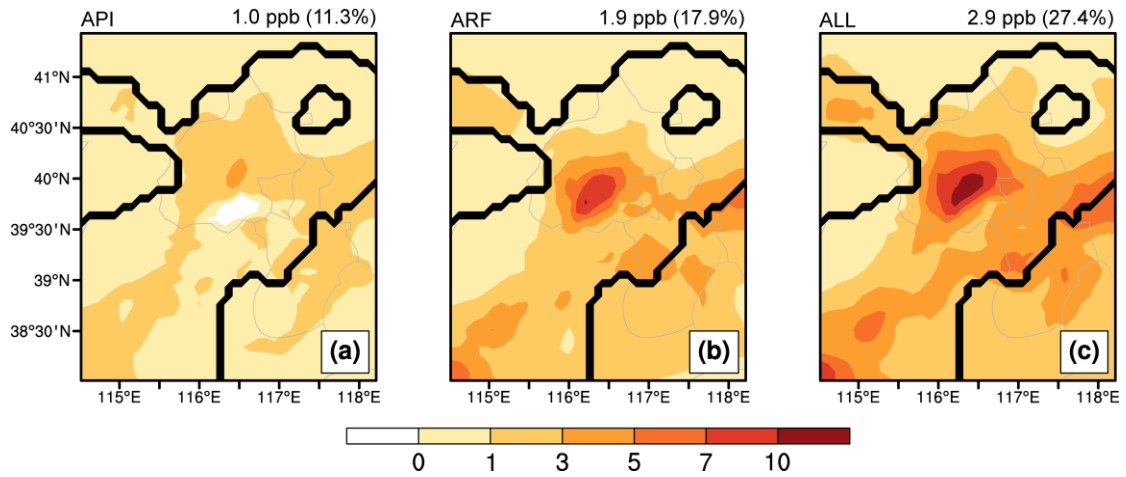 API 1.0 ppb (11.3%)
ARF 1.9 ppb (17.9%)
ALL 2.9 ppb (27.4%)
41°N
40°30'N
40°N
39°30'N
39°N
38°30'N
(a)
(b)
(c)
115°E 116°E 117°E 118°E
115°E 116°E 117°E 118°E
115°E 116°E 117°E 118°E
0 1 3 5 7 10